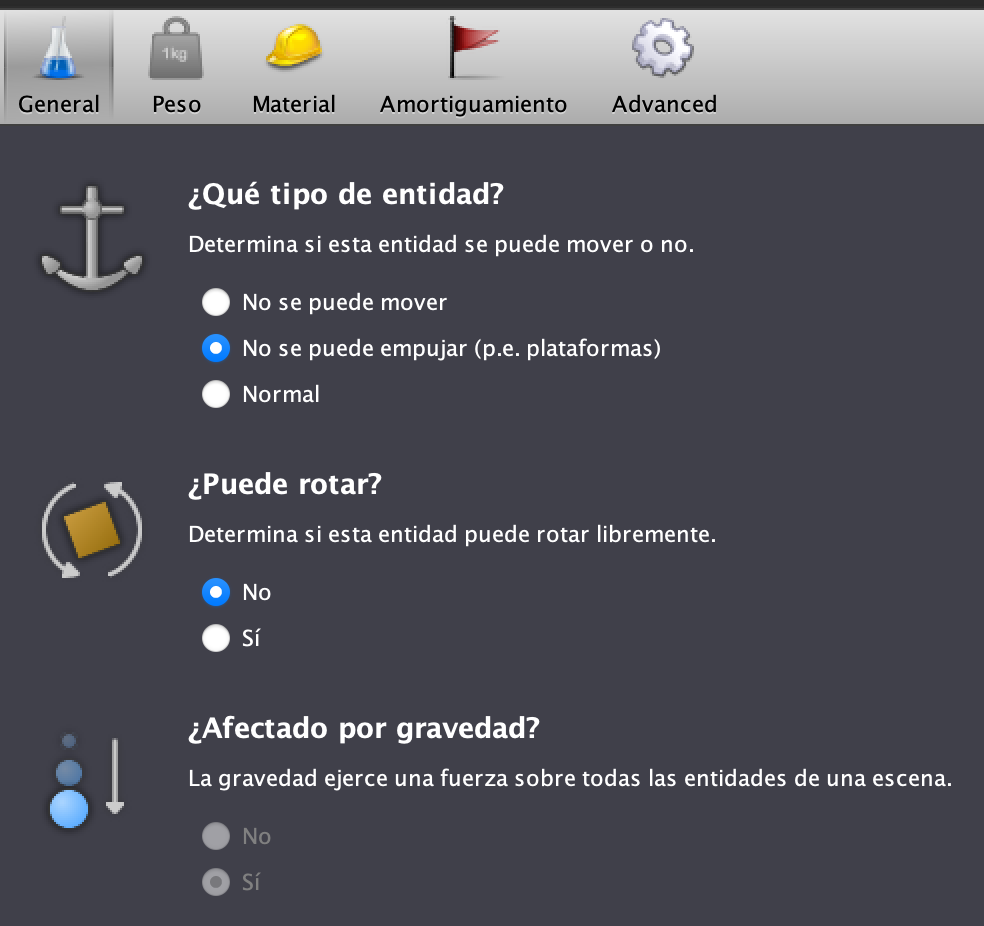 1kg
General Peso Material Amortiguamiento Advanced
¿Qué tipo de entidad?
Determina si esta entidad se puede mover o no.
No se puede mover
No se puede empujar (p.e. plataformas)
Normal
¿Puede rotar?
Determina si esta entidad puede rotar libremente.
No
Sí
¿Afectado por gravedad?
La gravedad ejerce una fuerza sobre todas las entidades de una escena.
No
Sí